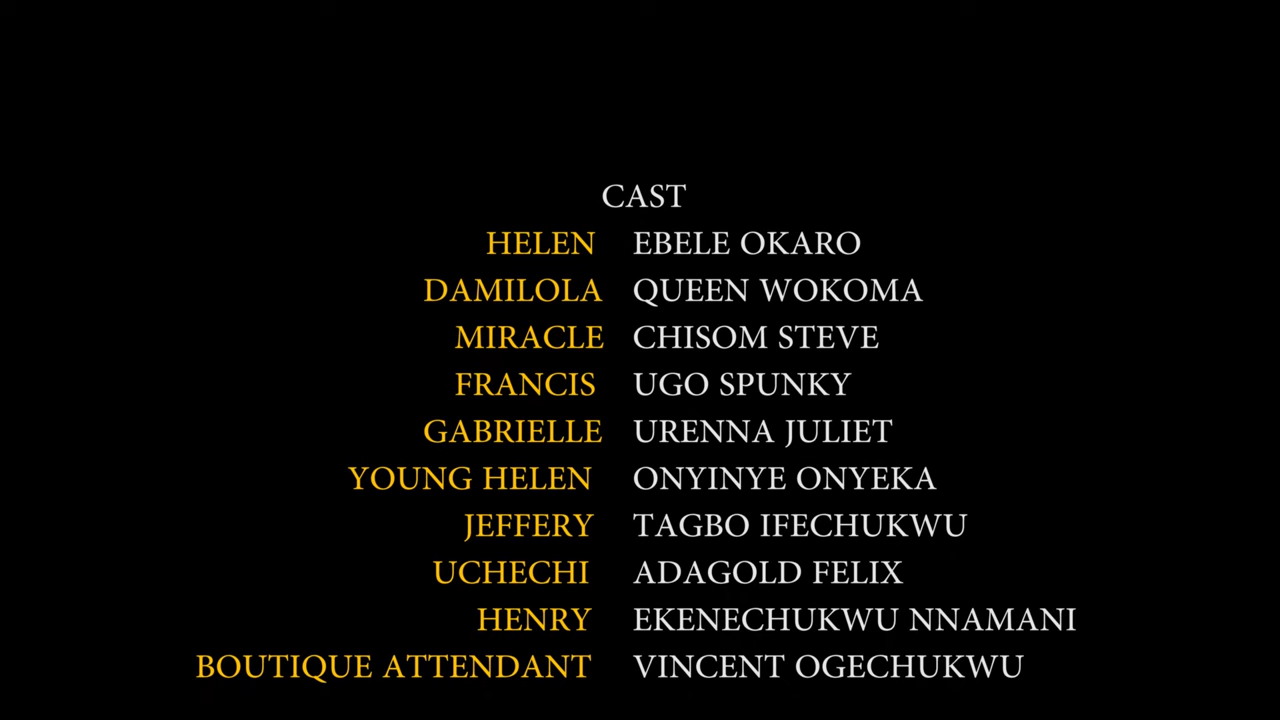 CAST
HELEN EBELE OKARO
DAMILOLA QUEEN WOKOMA
MIRACLE CHISOM STEVE
FRANCIS UGO SPUNKY
GABRIELLE URENNA JULIET
YOUNG HELEN ONYINYE ONYEKA
JEFFERY TAGBO IFECHUKWU
UCHECHI ADAGOLD FELIX
HENRY EKENECHUKWU NNAMANI
BOUTIQUE ATTENDANT VINCENT OGECHUKWU